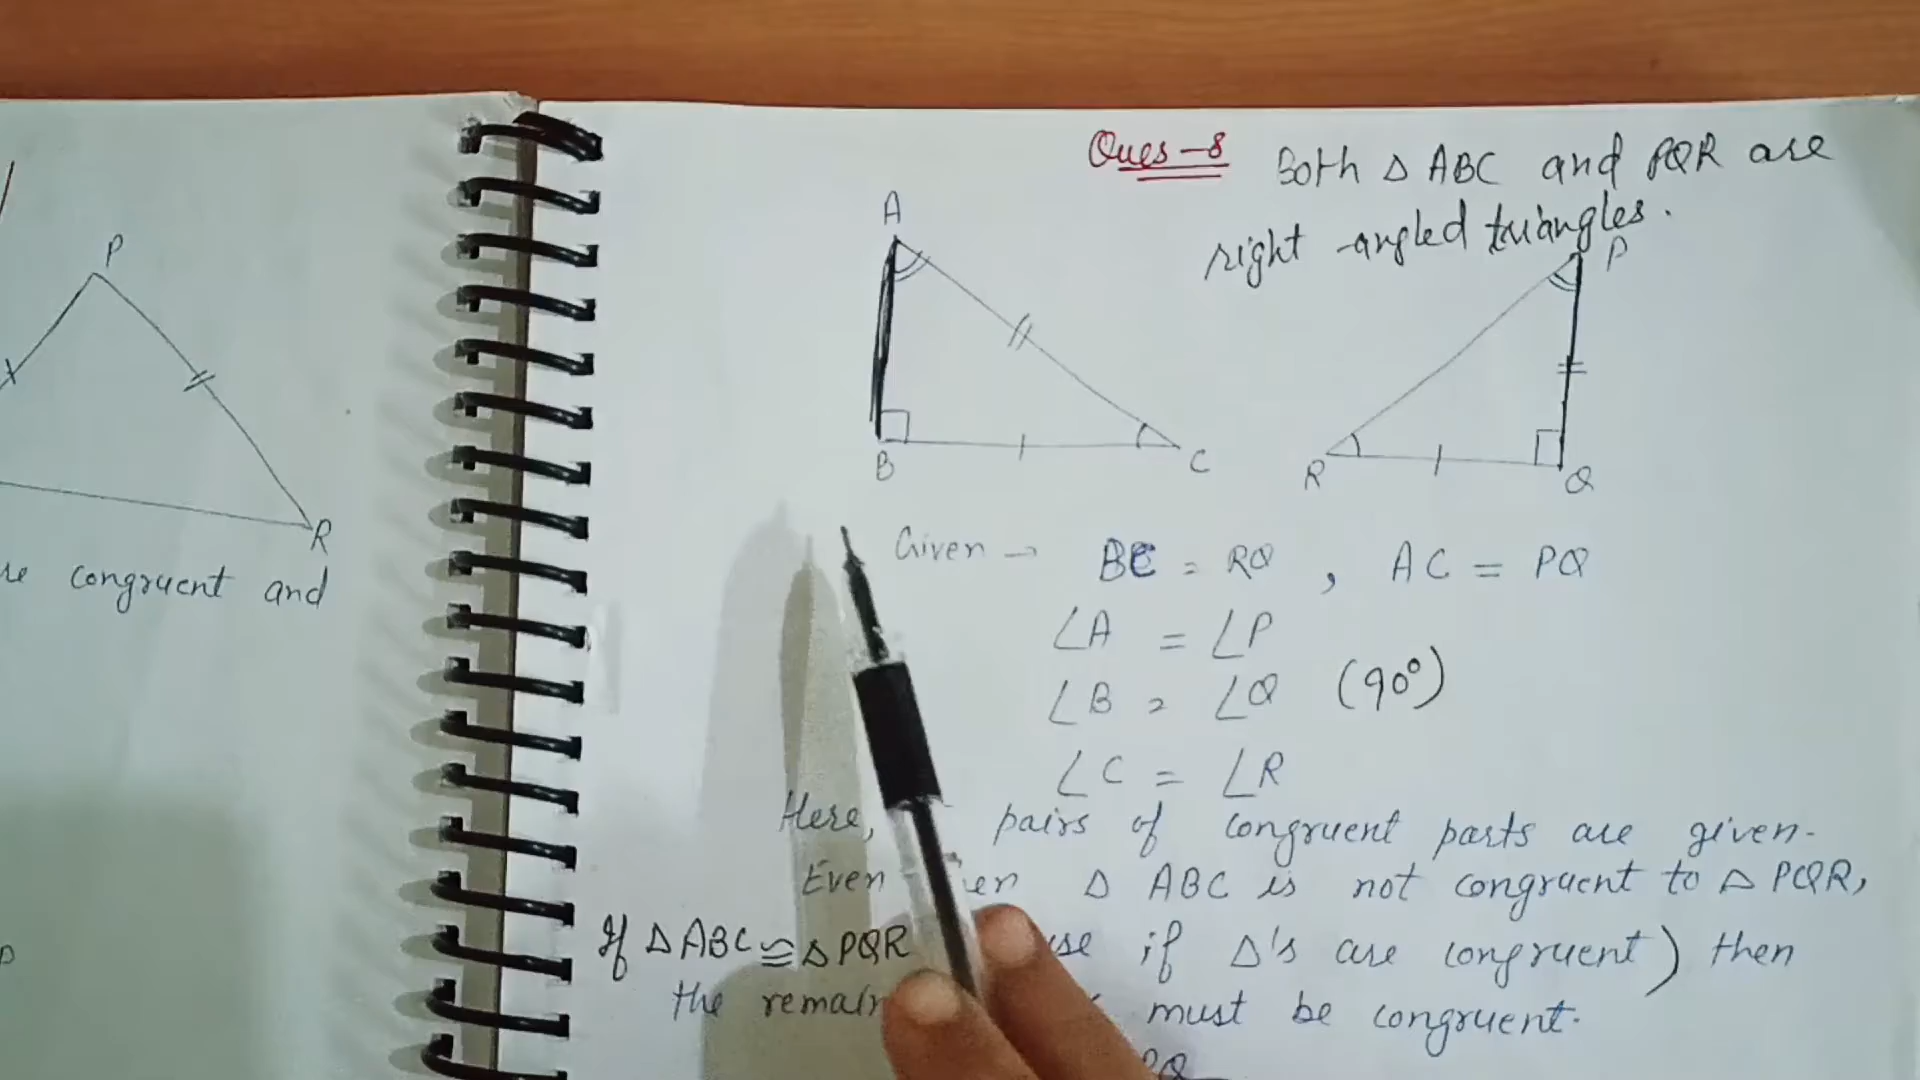 P
R
congruent and
Ques-8 Both △ ABC and PQR are
right-angled triangles.
A
P
B
C
R
Q
Given → BC = RQ , AC = PQ
∠A = ∠P
∠B = ∠Q (90°)
∠C = ∠R
Here, pairs of congruent parts are given.
Even △ ABC is not congruent to △ PQR,
If △ABC ≅ △PQR if △'s are congruent) then
the must be congruent.